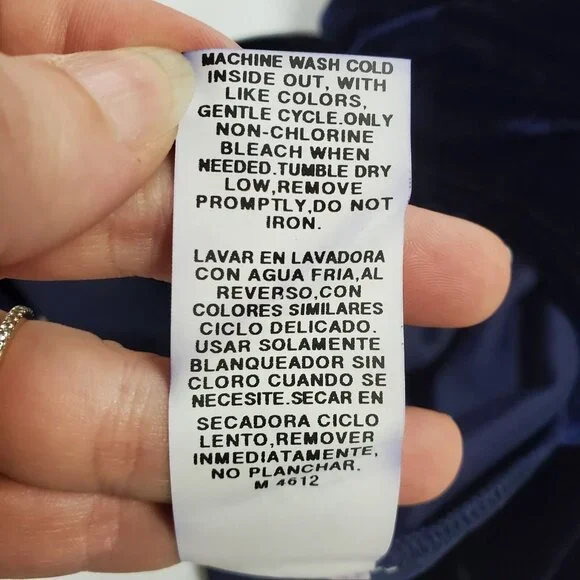 MACHINE WASH COLD
INSIDE OUT, WITH
LIKE COLORS,
GENTLE CYCLE.ONLY
NON-CHLORINE
BLEACH WHEN
NEEDED.TUMBLE DRY
LOW,REMOVE
PROMPTLY,DO NOT
IRON.
LAVAR EN LAVADORA
CON AGUA FRIA,AL
REVERSO,CON
COLORES SIMILARES
CICLO DELICADO.
USAR SOLAMENTE
BLANQUEADOR SIN
CLORO CUANDO SE
NECESITE.SECAR EN
SECADORA CICLO
LENTO,REMOVER
INMEDIATAMENTE,
NO PLANCHAR.
M 4612